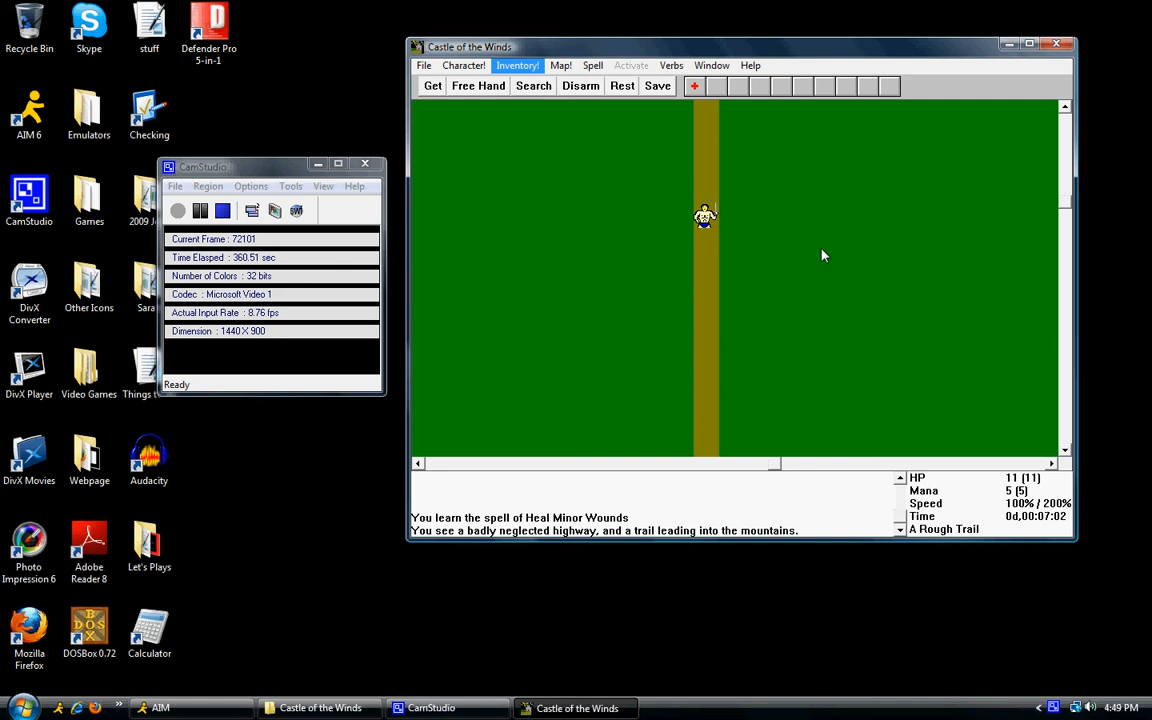 Recycle Bin
Skype
stuff
Defender Pro
5-in-1
AIM 6
Emulators
Checking
CamStudio
Games
2009 J
DivX
Converter
Other Icons
Sara
DivX Player
Video Games
Things t
DivX Movies
Webpage
Audacity
Photo
Impression 6
Adobe
Reader 8
Let's Plays
Mozilla
Firefox
DOSBox 0.72
Calculator
CamStudio
File Region Options Tools View Help
Current Frame : 72101
Time Elasped : 360.51 sec
Number of Colors : 32 bits
Codec : Microsoft Video 1
Actual Input Rate : 8.76 fps
Dimension : 1440 X 900
Ready
Castle of the Winds
File Character! Inventory! Map! Spell Activate Verbs Window Help
Get Free Hand Search Disarm Rest Save
You learn the spell of Heal Minor Wounds
You see a badly neglected highway, and a trail leading into the mountains.
HP 11 (11)
Mana 5 (5)
Speed 100% / 200%
Time 0d,00:07:02
A Rough Trail
AIM
Castle of the Winds
CamStudio
Castle of the Winds
4:49 PM